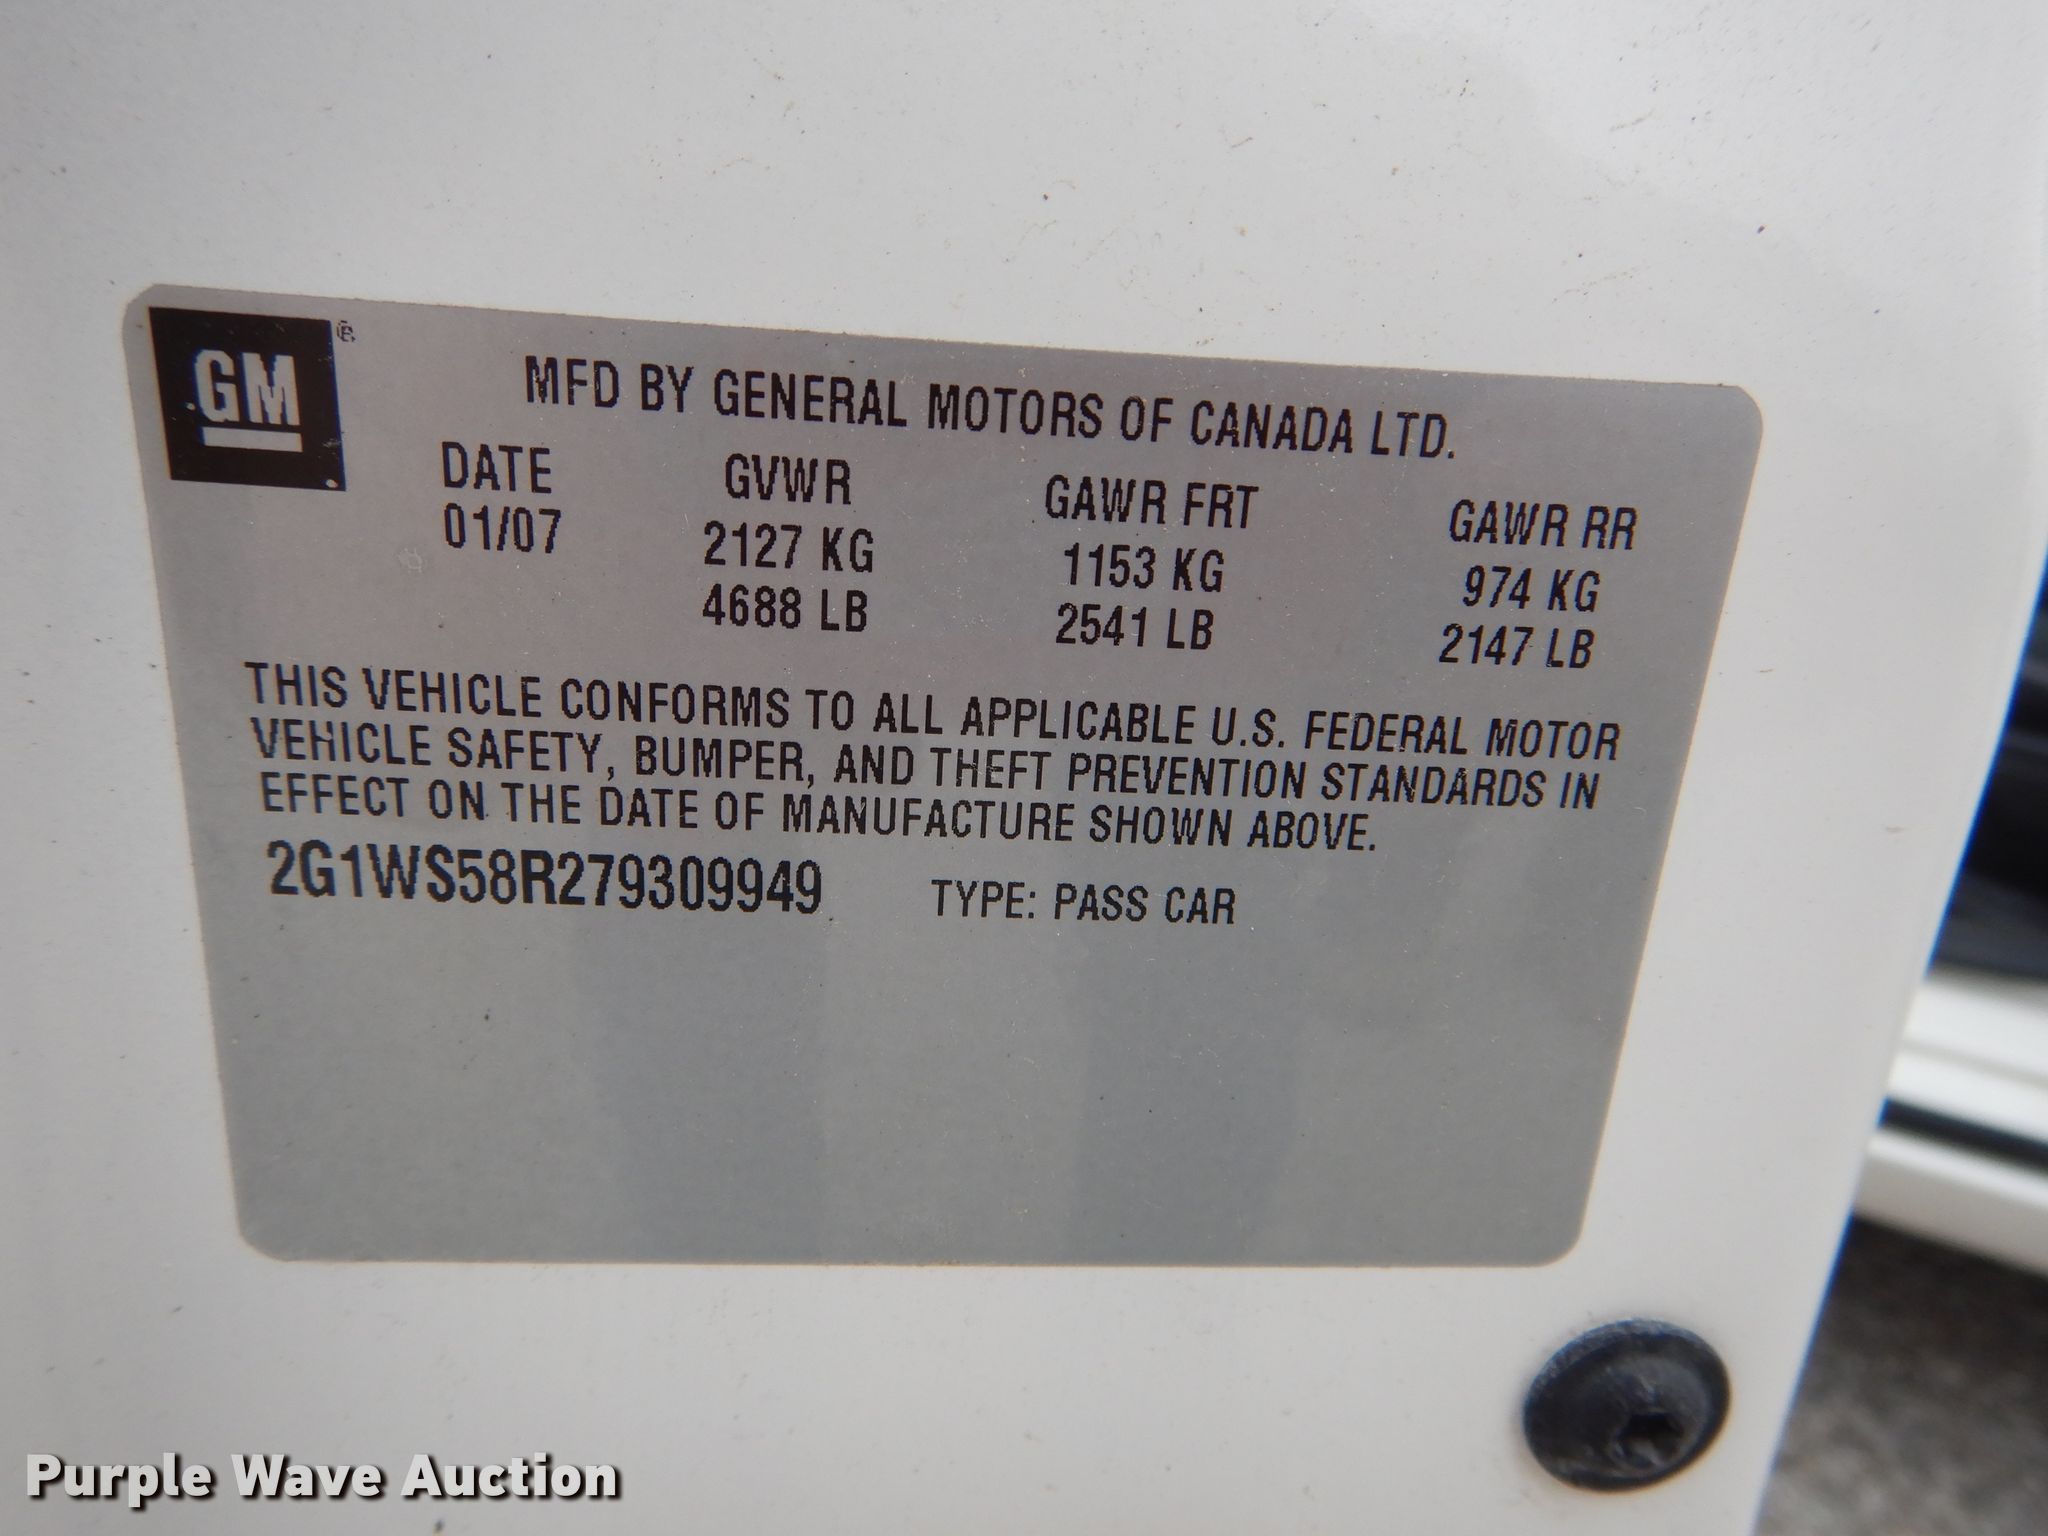 GM ®
MFD BY GENERAL MOTORS OF CANADA LTD.
DATE GVWR GAWR FRT GAWR RR
01/07 2127 KG 1153 KG 974 KG
4688 LB 2541 LB 2147 LB
THIS VEHICLE CONFORMS TO ALL APPLICABLE U.S. FEDERAL MOTOR
VEHICLE SAFETY, BUMPER, AND THEFT PREVENTION STANDARDS IN
EFFECT ON THE DATE OF MANUFACTURE SHOWN ABOVE.
2G1WS58R279309949 TYPE: PASS CAR
Purple Wave Auction